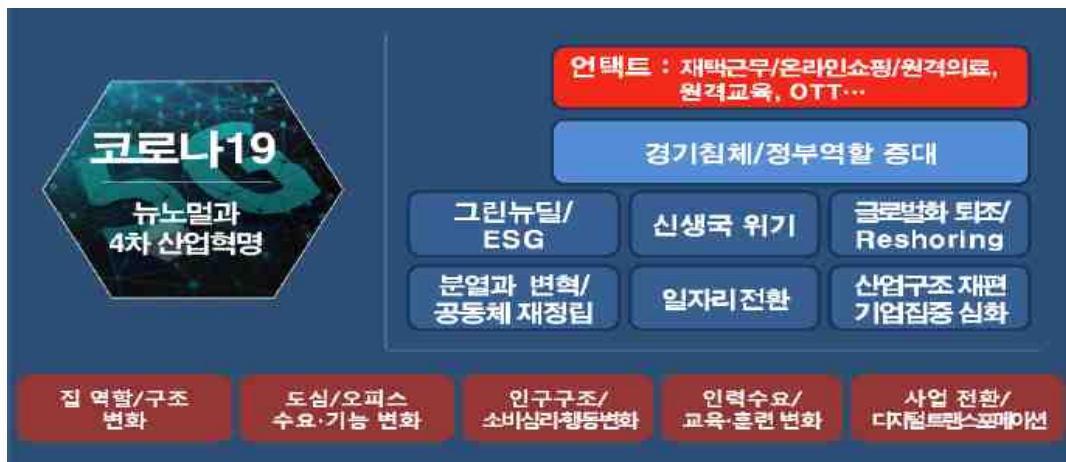 코로나19
뉴노멀과
4차 산업혁명
5G
언택트 : 재택근무/온라인쇼핑/원격의료,
원격교육, OTT…
경기침체/정부역할 증대
그린뉴딜/
ESG
신생국 위기
글로벌화 퇴조/
Reshoring
분열과 변혁/
공동체 재정립
일자리전환
산업구조 재편
기업집중 심화
집 역할/구조
변화
도심/오피스
수요·기능 변화
인구구조/
소비심리·행동변화
인력수요/
교육·훈련 변화
사업 전환/
디지털트랜스포메이션